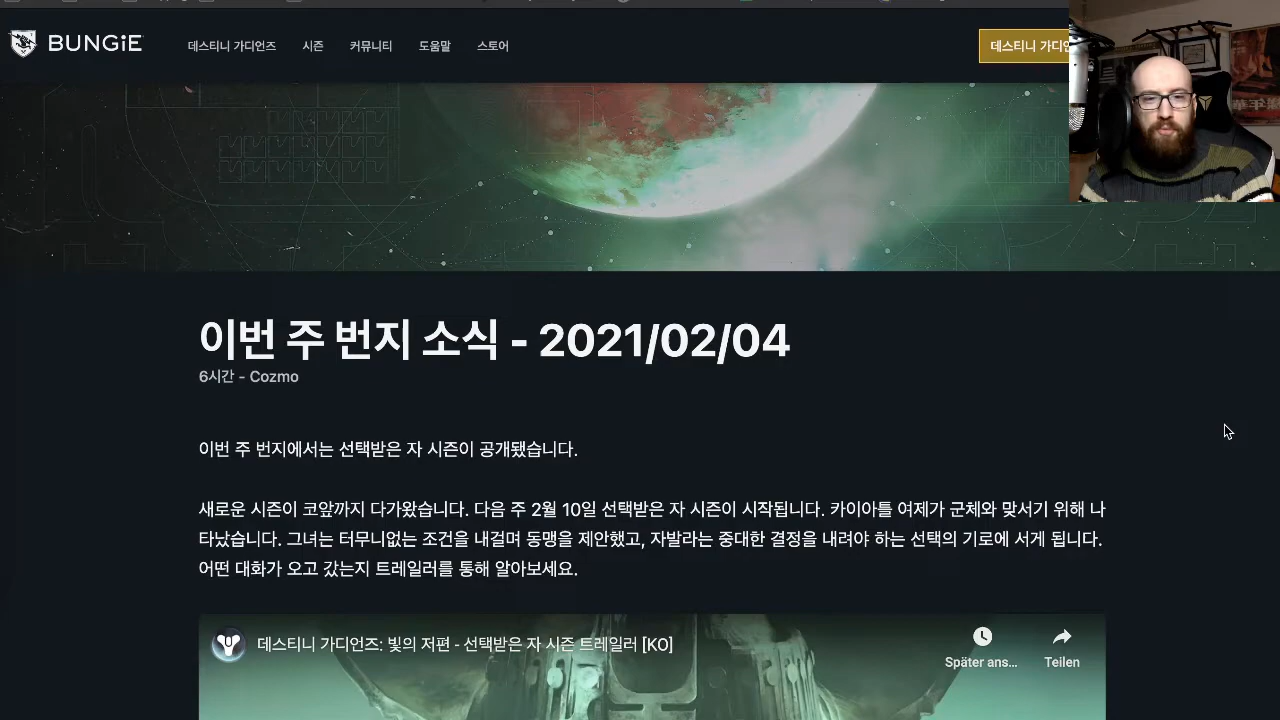 BUNGiE
데스티니 가디언즈 시즌 커뮤니티 도움말 스토어
데스티니
이번 주 번지 소식 - 2021/02/04
6시간 - Cozmo
이번 주 번지에서는 선택받은 자 시즌이 공개됐습니다.
새로운 시즌이 코앞까지 다가왔습니다. 다음 주 2월 10일 선택받은 자 시즌이 시작됩니다. 카이아틀 여제가 군체와 맞서기 위해 나
타났습니다. 그녀는 터무니없는 조건을 내걸며 동맹을 제안했고, 자발라는 중대한 결정을 내려야 하는 선택의 기로에 서게 됩니다.
어떤 대화가 오고 갔는지 트레일러를 통해 알아보세요.
데스티니 가디언즈: 빛의 저편 - 선택받은 자 시즌 트레일러 [KO]
Später ans...
Teilen